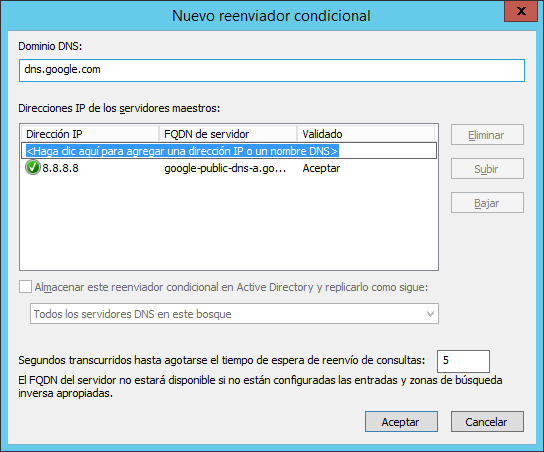 Nuevo reenviador condicional
x
Dominio DNS:
dns.google.com
Direcciones IP de los servidores maestros:
Dirección IP FQDN de servidor Validado
<Haga clic aquí para agregar una dirección IP o un nombre DNS>
8.8.8.8 google-public-dns-a.go... Aceptar
Eliminar
Subir
Bajar
Almacenar este reenviador condicional en Active Directory y replicarlo como sigue:
Todos los servidores DNS en este bosque
Segundos transcurridos hasta agotarse el tiempo de espera de reenvío de consultas: 5
El FQDN del servidor no estará disponible si no están configuradas las entradas y zonas de búsqueda
inversa apropiadas.
Aceptar Cancelar